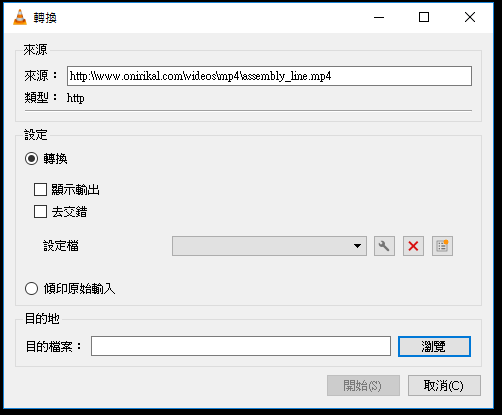 轉換
來源
來源： http:\\www.onirikal.com\videos\mp4\assembly_line.mp4
類型： http
設定
轉換
顯示輸出
去交錯
設定檔
傾印原始輸入
目的地
目的檔案： 瀏覽
開始(S) 取消(C)